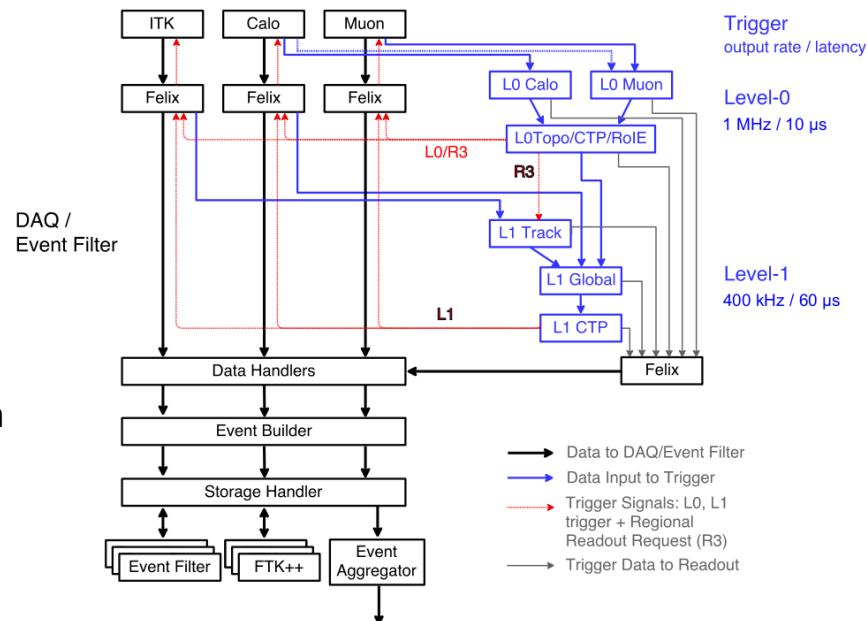 ITK
Calo
Muon
Trigger
output rate / latency
L0 Calo
L0 Muon
Felix
Felix
Felix
Level-0
1 MHz / 10 µs
L0Topo/CTP/RoIE
L0/R3
R3
DAQ /
Event Filter
L1 Track
L1 Global
Level-1
400 kHz / 60 µs
L1
L1 CTP
Data Handlers
Felix
n
Event Builder
Data to DAQ/Event Filter
Data Input to Trigger
Storage Handler
Trigger Signals: L0, L1
trigger + Regional
Readout Request (R3)
Event Filter
FTK++
Event
Aggregator
Trigger Data to Readout